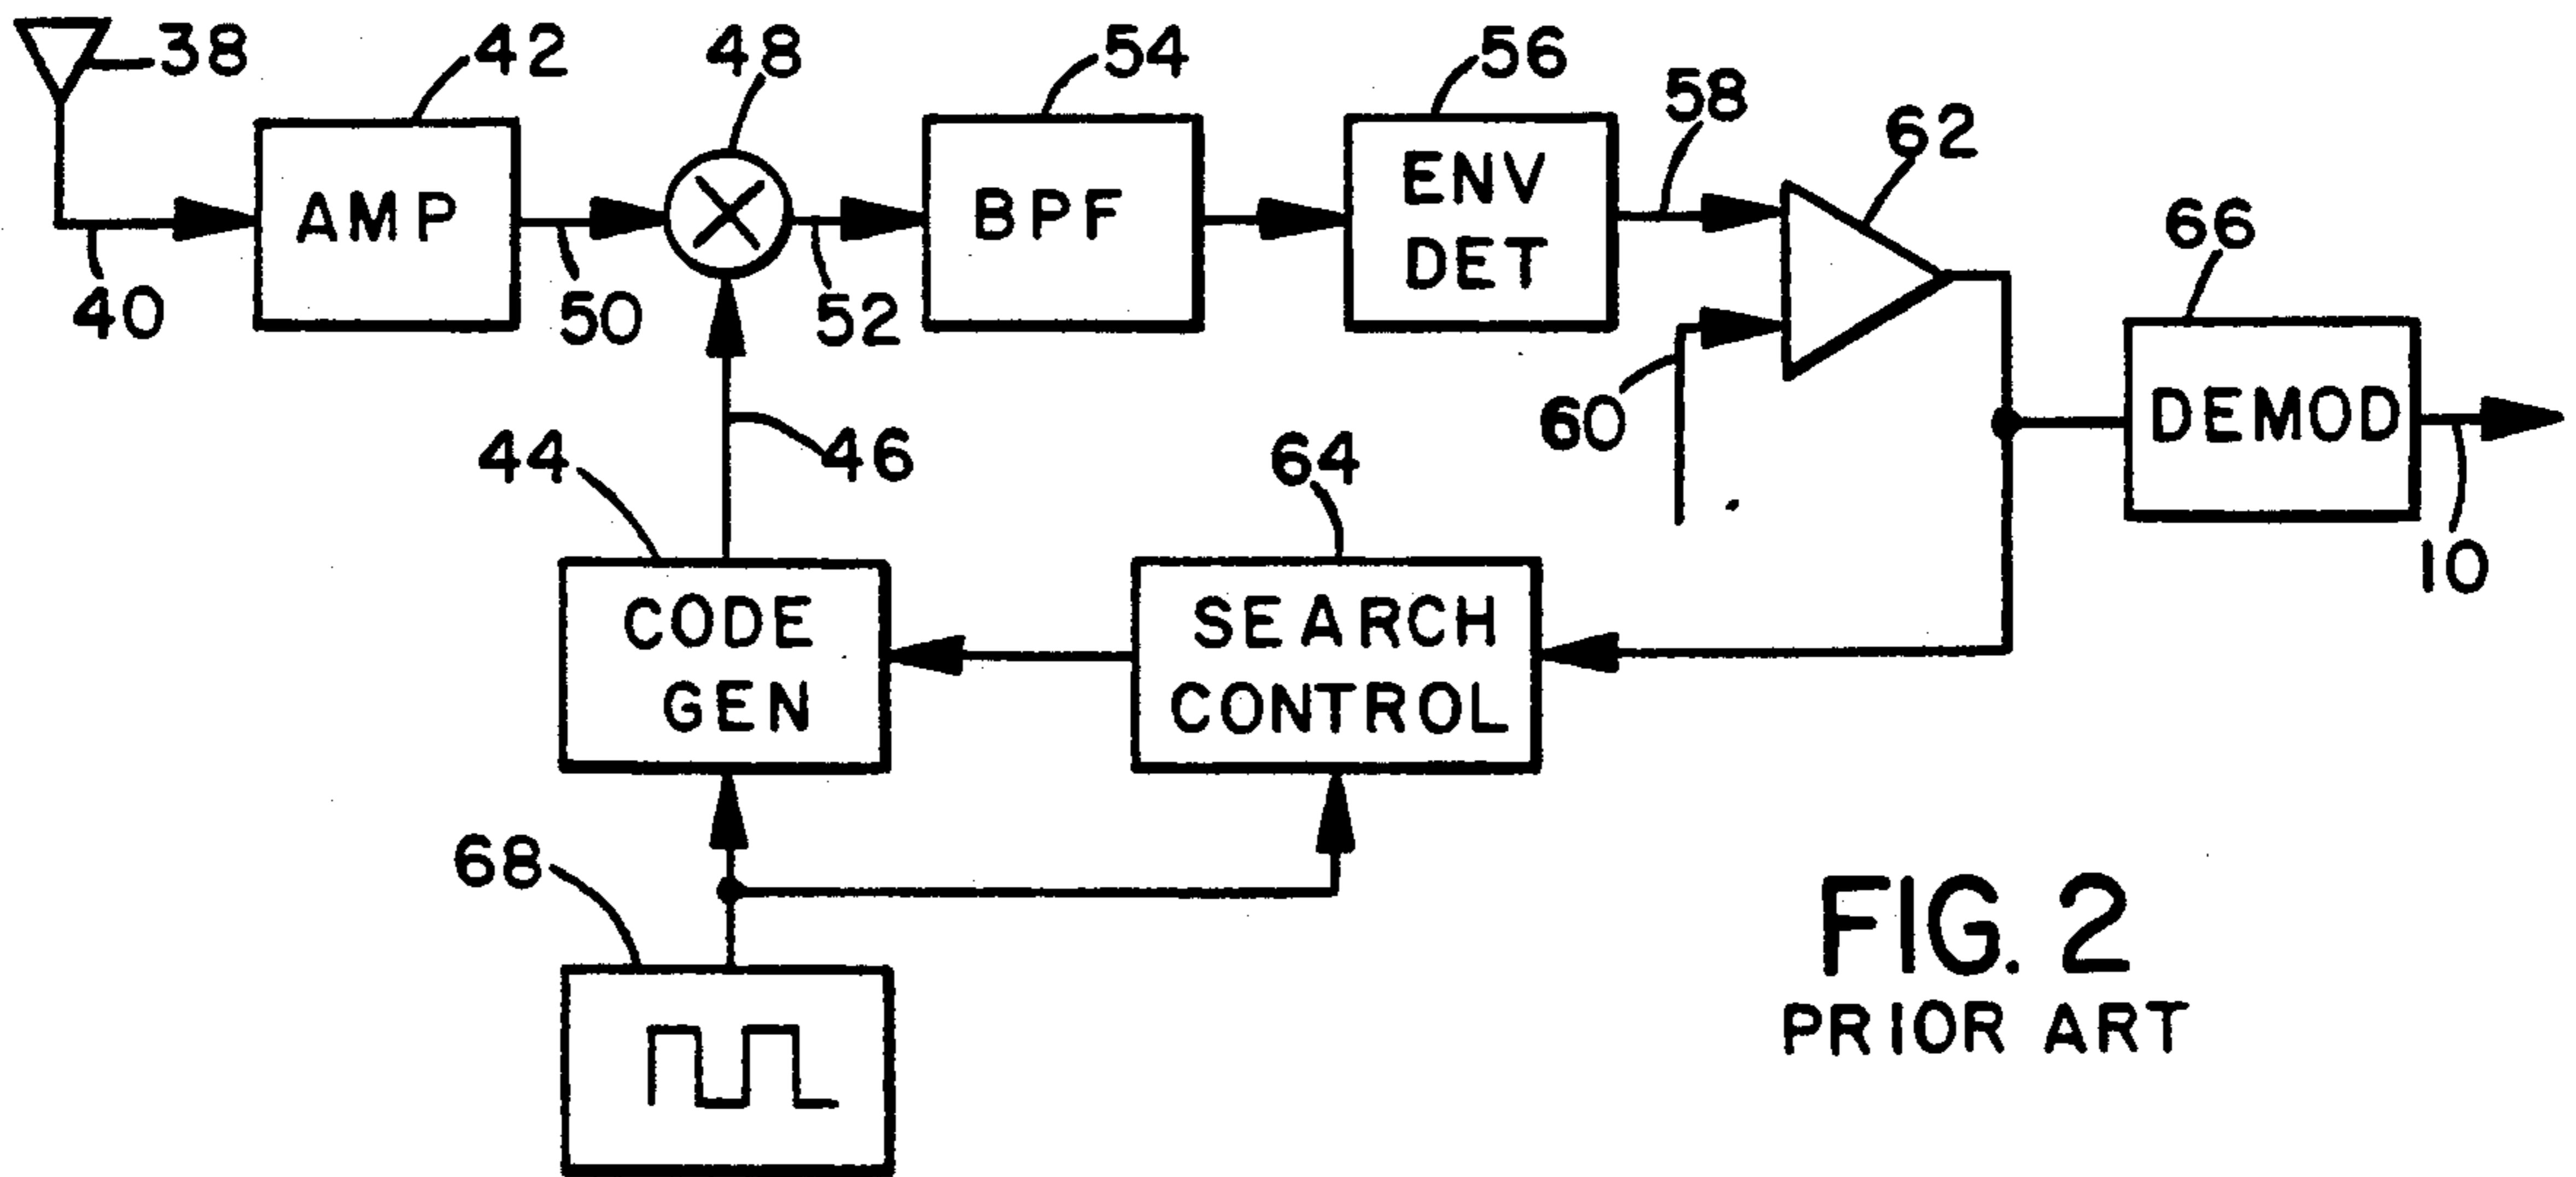 38
42
48
54
56
58
62
66
AMP
BPF
ENV
DET
DEMOD
40
50
52
60
10
44
46
64
CODE
GEN
SEARCH
CONTROL
68
FIG. 2
PRIOR ART